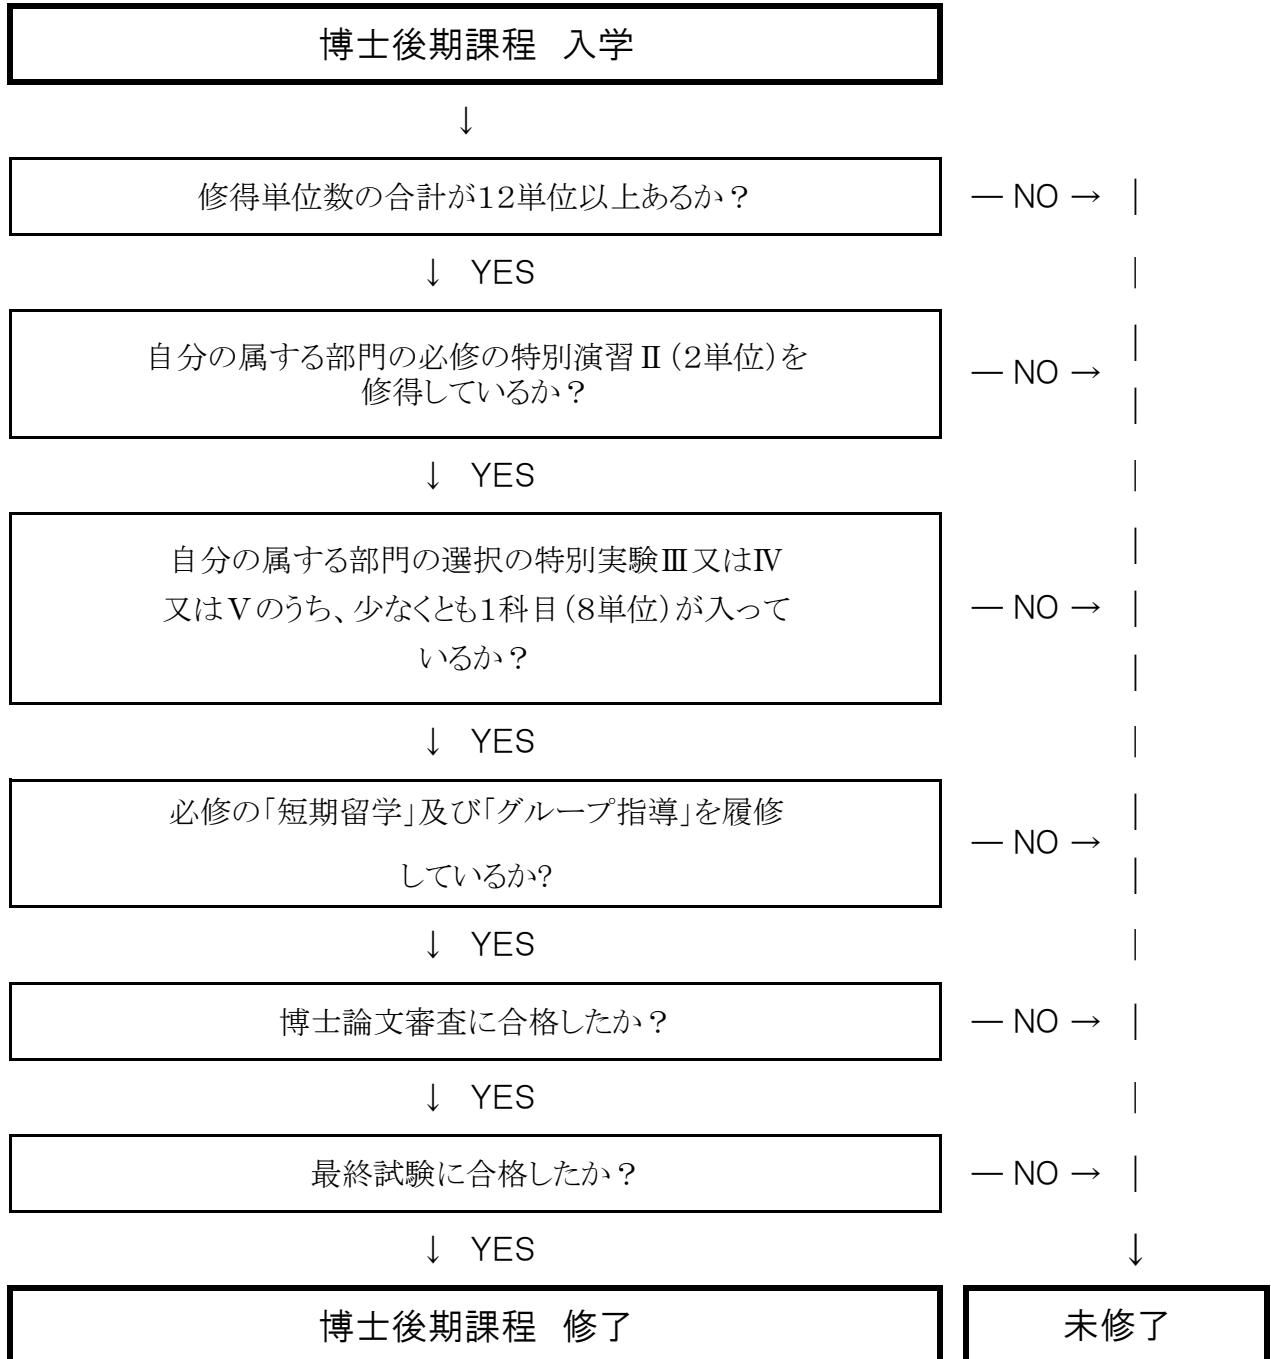 博士後期課程　入学
↓
修得単位数の合計が１２単位以上あるか？
― NO →
↓　YES
自分の属する部門の必修の特別演習Ⅱ（２単位）を
修得しているか？
― NO →
↓　YES
自分の属する部門の選択の特別実験Ⅲ又はⅣ
又はⅤのうち、少なくとも１科目（８単位）が入って
いるか？
― NO →
↓　YES
必修の「短期留学」及び「グループ指導」を履修
しているか?
― NO →
↓　YES
博士論文審査に合格したか？
― NO →
↓　YES
最終試験に合格したか？
― NO →
↓　YES
↓
博士後期課程　修了
未修了